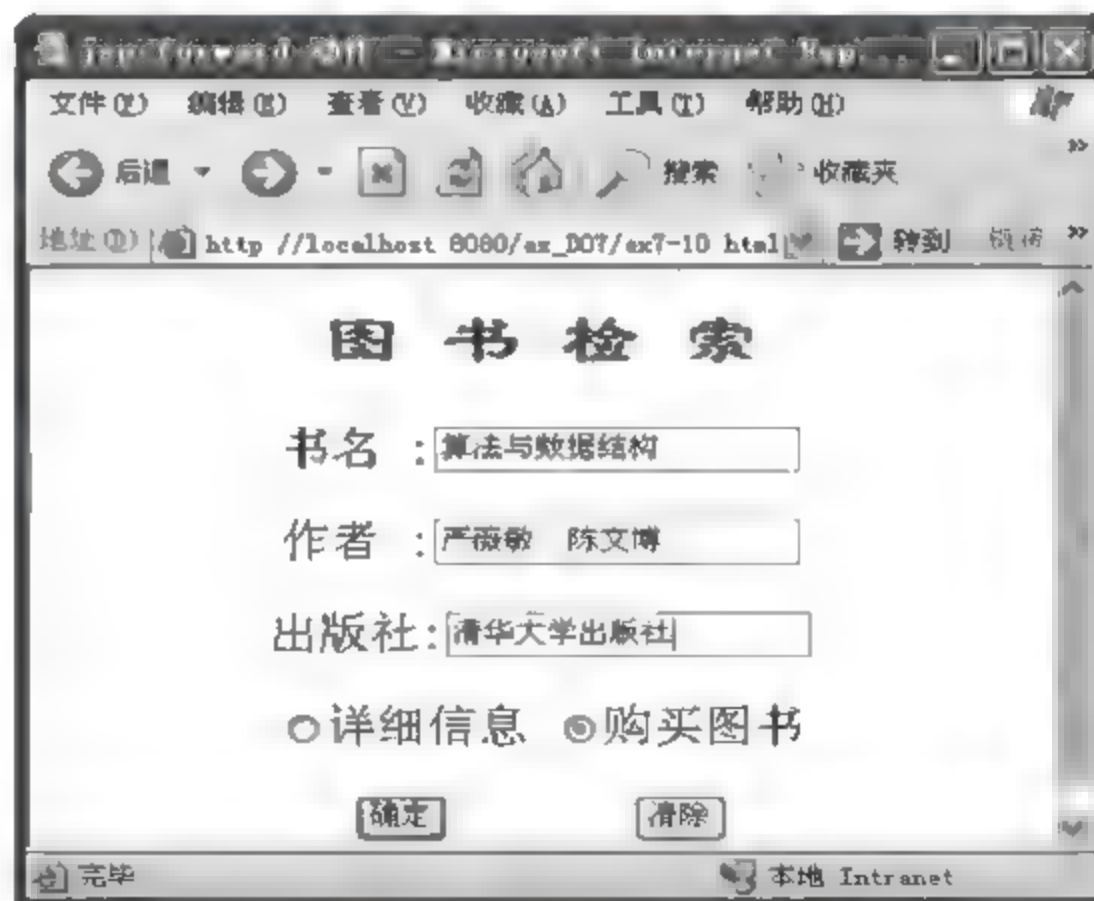 文件(F) 编辑(E) 查看(V) 收藏(A) 工具(T) 帮助(H)
后退 搜索 收藏夹
地址(D) http //localhost 8080/ex_D07/ex7-10 html 转到
图 书 检 索
书名 :算法与数据结构
作者 :严薇敏 陈文博
出版社:清华大学出版社
详细信息 购买图书
确定 清除
完毕 本地 Intranet